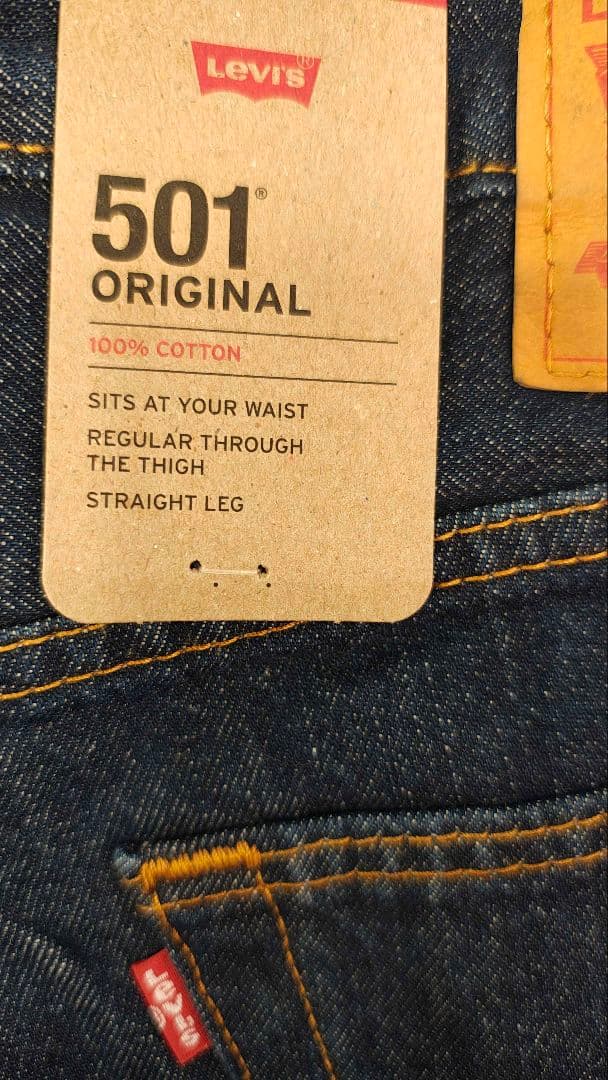 Levi's®
501®
ORIGINAL
100% COTTON
SITS AT YOUR WAIST
REGULAR THROUGH
THE THIGH
STRAIGHT LEG
Levi's
®